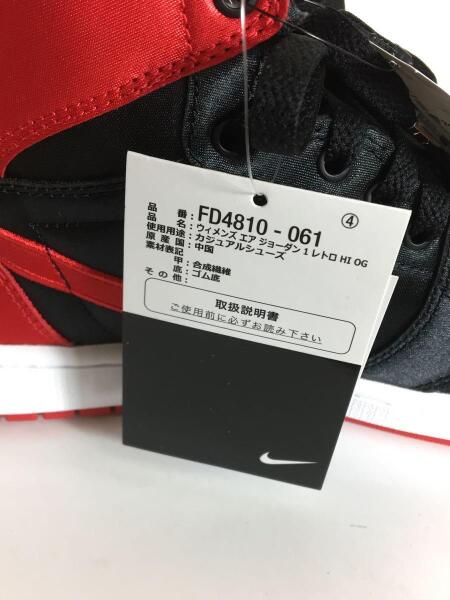 品番: FD4810-061 ④
品名: ウィメンズ エア ジョーダン 1 レトロ HI OG
使用用途: カジュアルシューズ
原産国: 中国
素材表記
甲: 合成繊維
底: ゴム底
その他:
取扱説明書
ご使用前に必ずお読み下さい